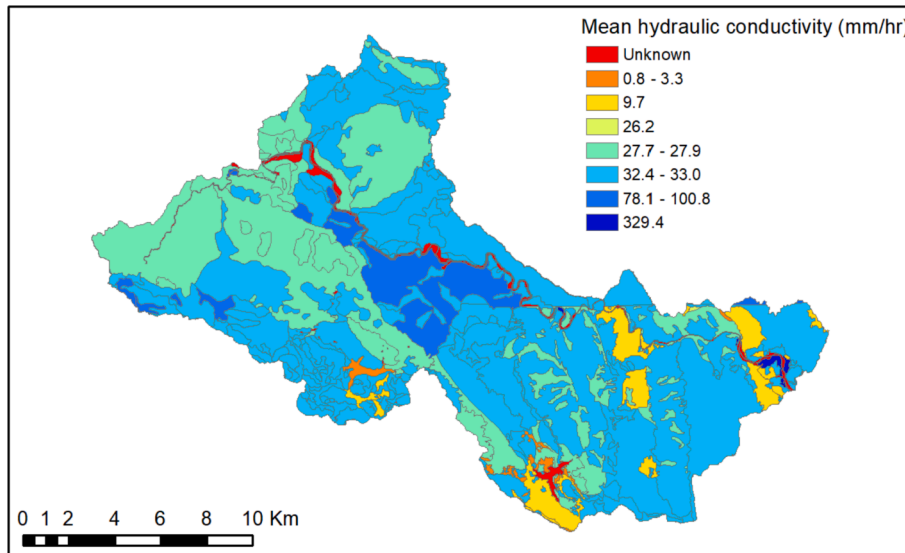 Mean hydraulic conductivity (mm/hr)
Unknown
0.8 - 3.3
9.7
26.2
27.7 - 27.9
32.4 - 33.0
78.1 - 100.8
329.4
0 1 2 4 6 8 10 Km